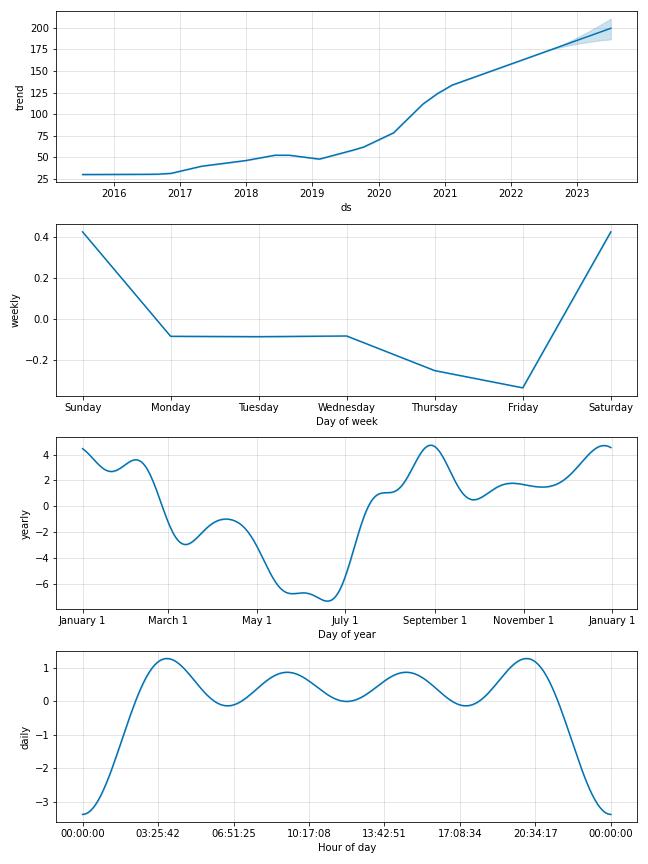 200
175
150
125
100
75
50
25
trend
2016 2017 2018 2019 2020 2021 2022 2023
ds
0.4
0.2
0.0
−0.2
weekly
Sunday Monday Tuesday Wednesday Thursday Friday Saturday
Day of week
4
2
0
−2
−4
−6
yearly
January 1 March 1 May 1 July 1 September 1 November 1 January 1
Day of year
1
0
−1
−2
−3
daily
00:00:00 03:25:42 06:51:25 10:17:08 13:42:51 17:08:34 20:34:17 00:00:00
Hour of day